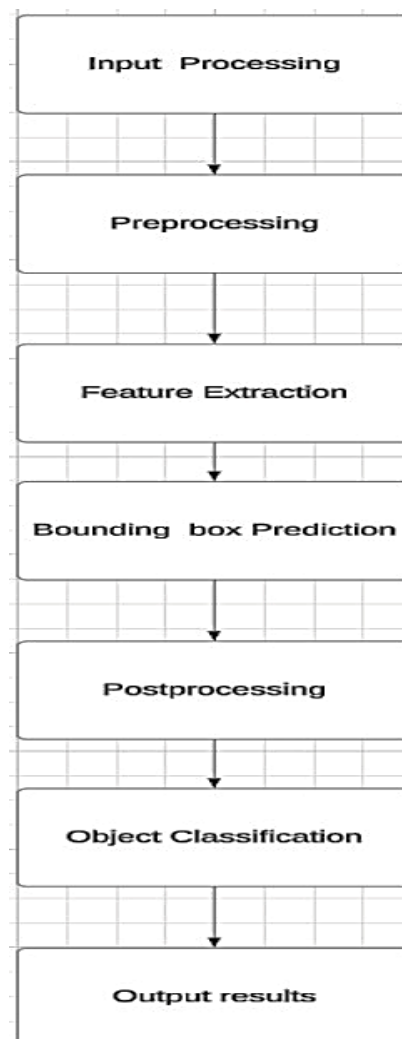 Input Processing
Preprocessing
Feature Extraction
Bounding box Prediction
Postprocessing
Object Classification
Output results